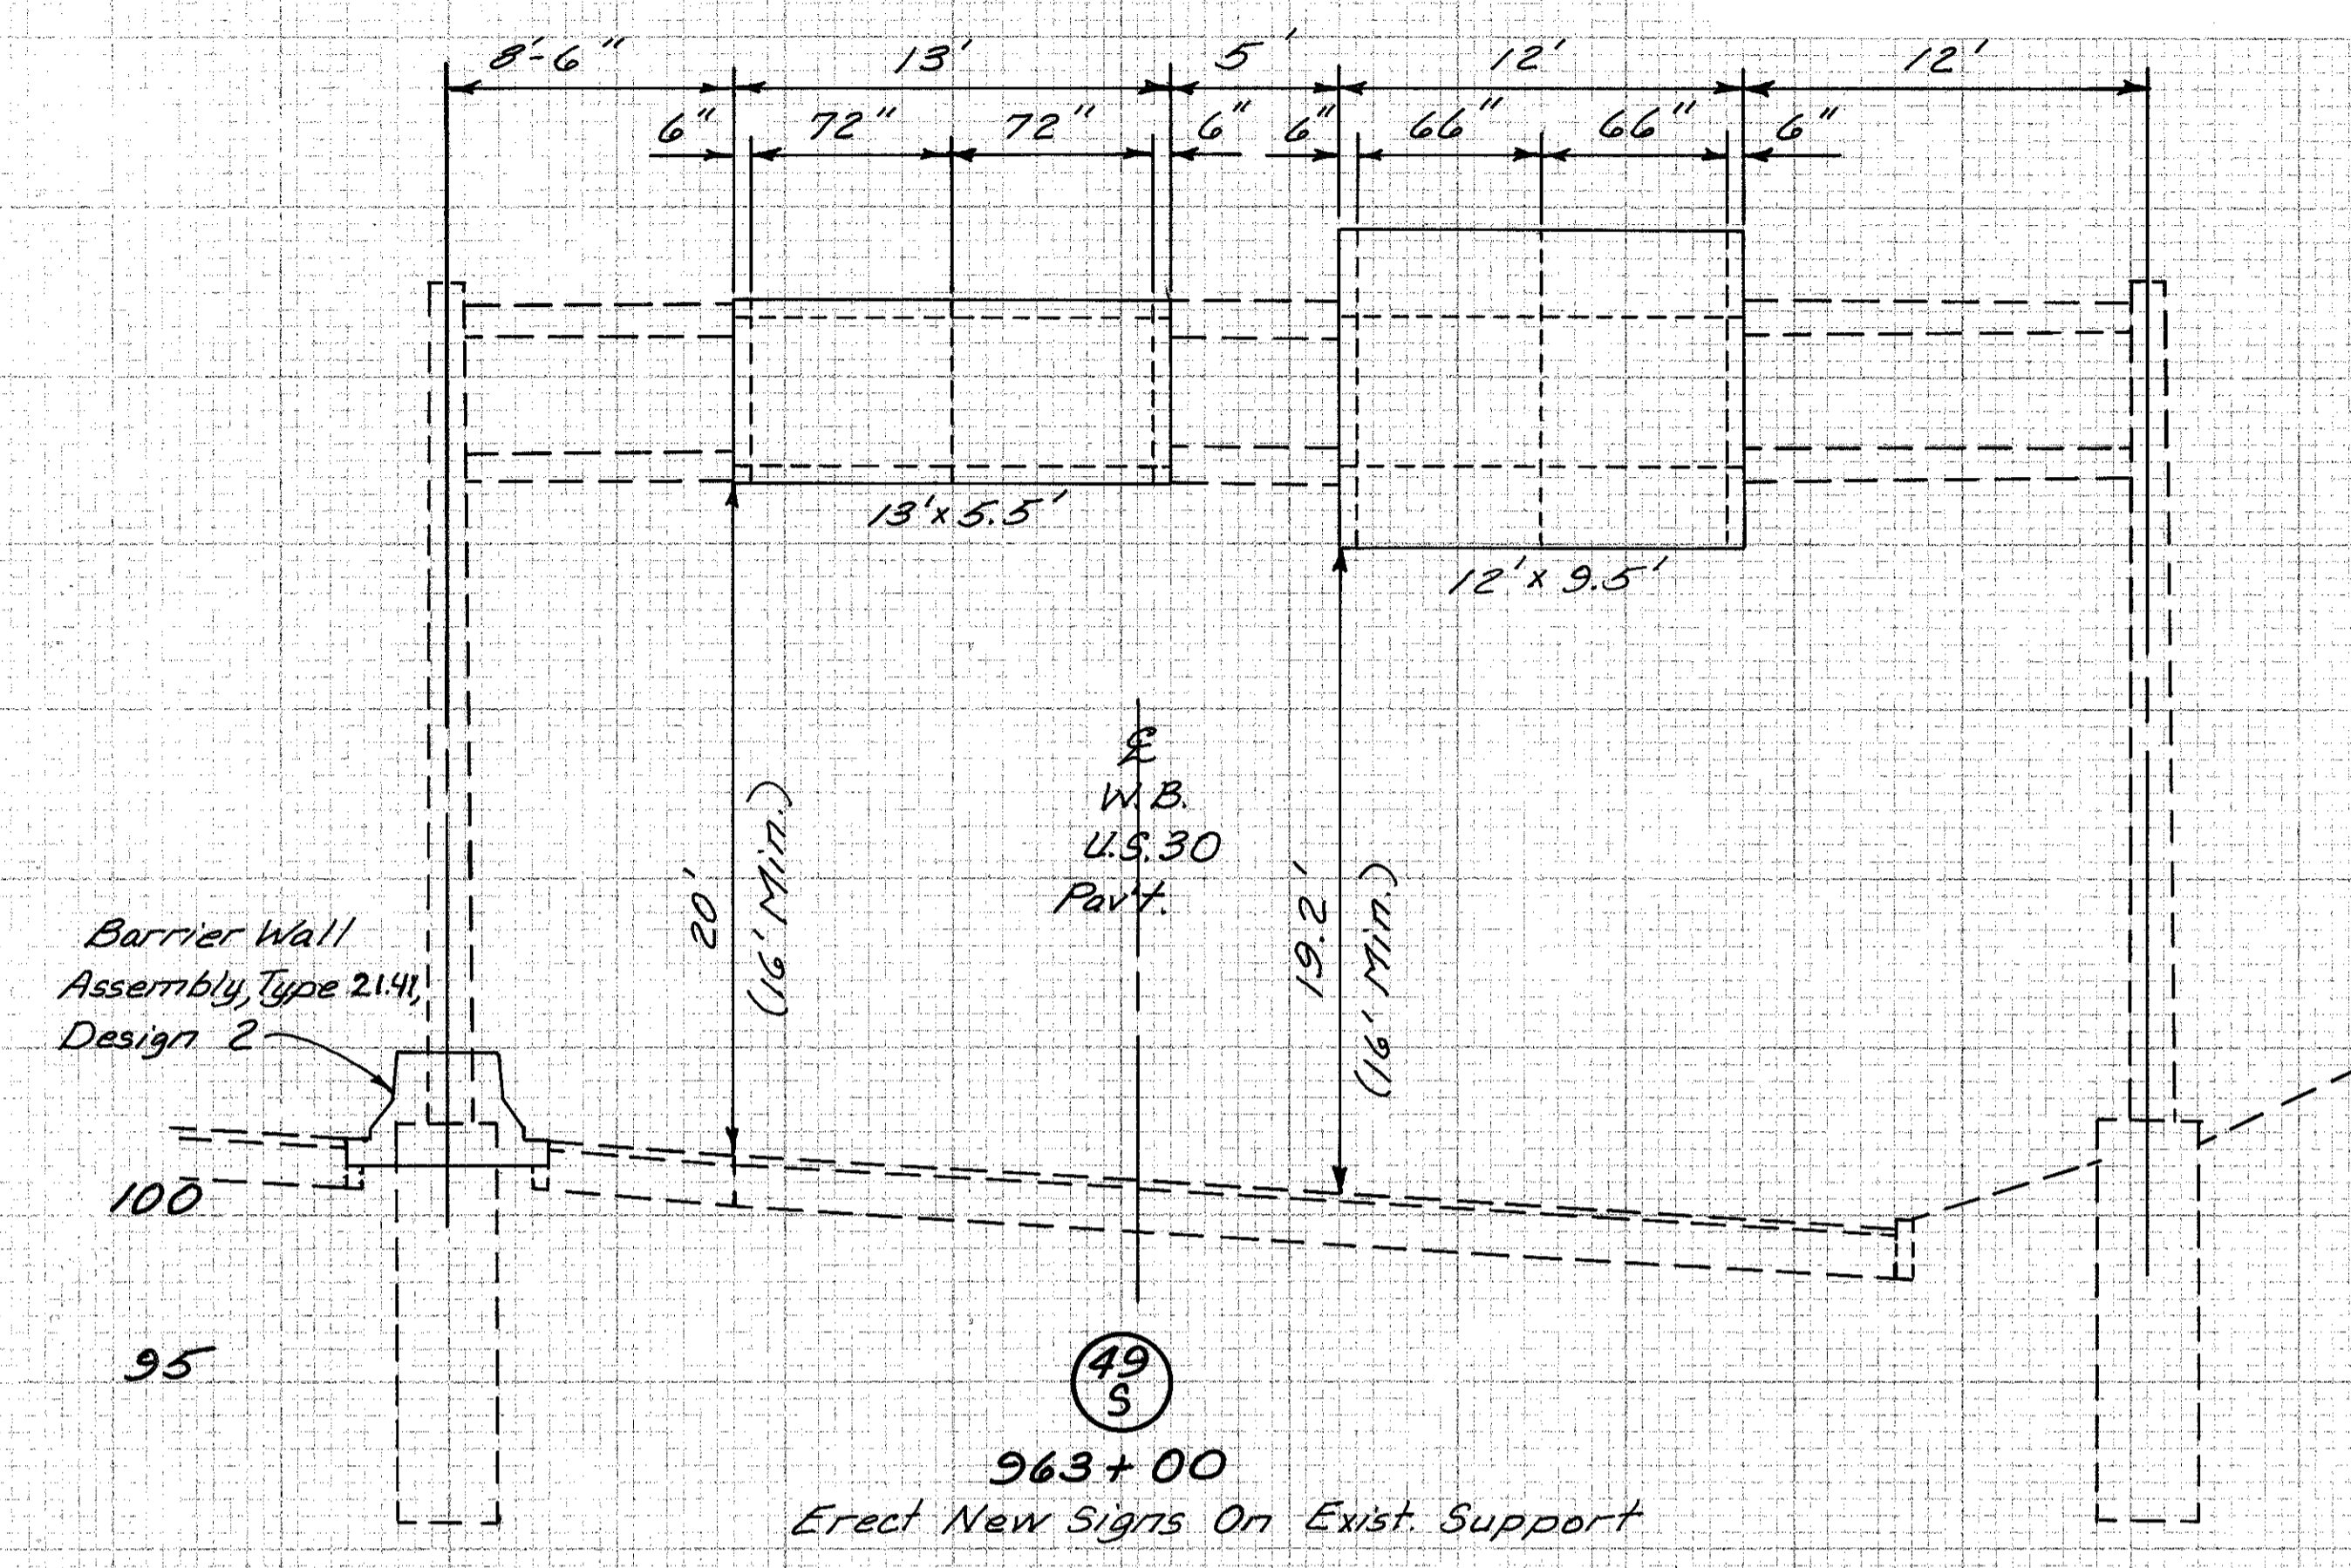 8'-6" 13' 5' 12' 12'
6" 72" 72" 6" 6" 66" 66" 6"
13'x5.5'
12'x 9.5'
℄
W.B.
U.S.30
Pav't.
20'
(16' Min.)
19.2'
(16' Min.)
Barrier Wall
Assembly, Type 21.41,
Design 2
100
95
49
S
963+00
Erect New Signs On Exist. Support